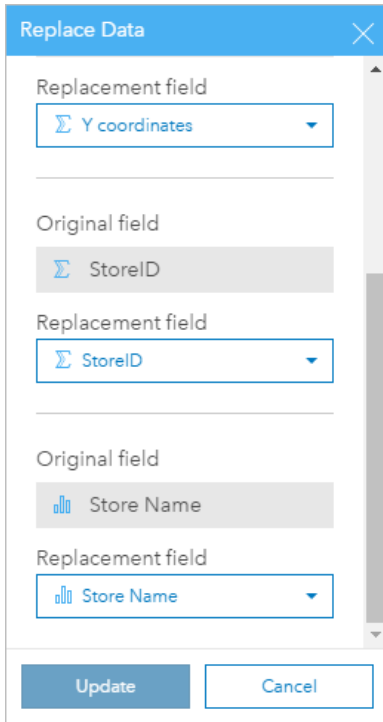 Replace Data
Replacement field
Y coordinates
Original field
StoreID
Replacement field
StoreID
Original field
Store Name
Replacement field
Store Name
Update
Cancel